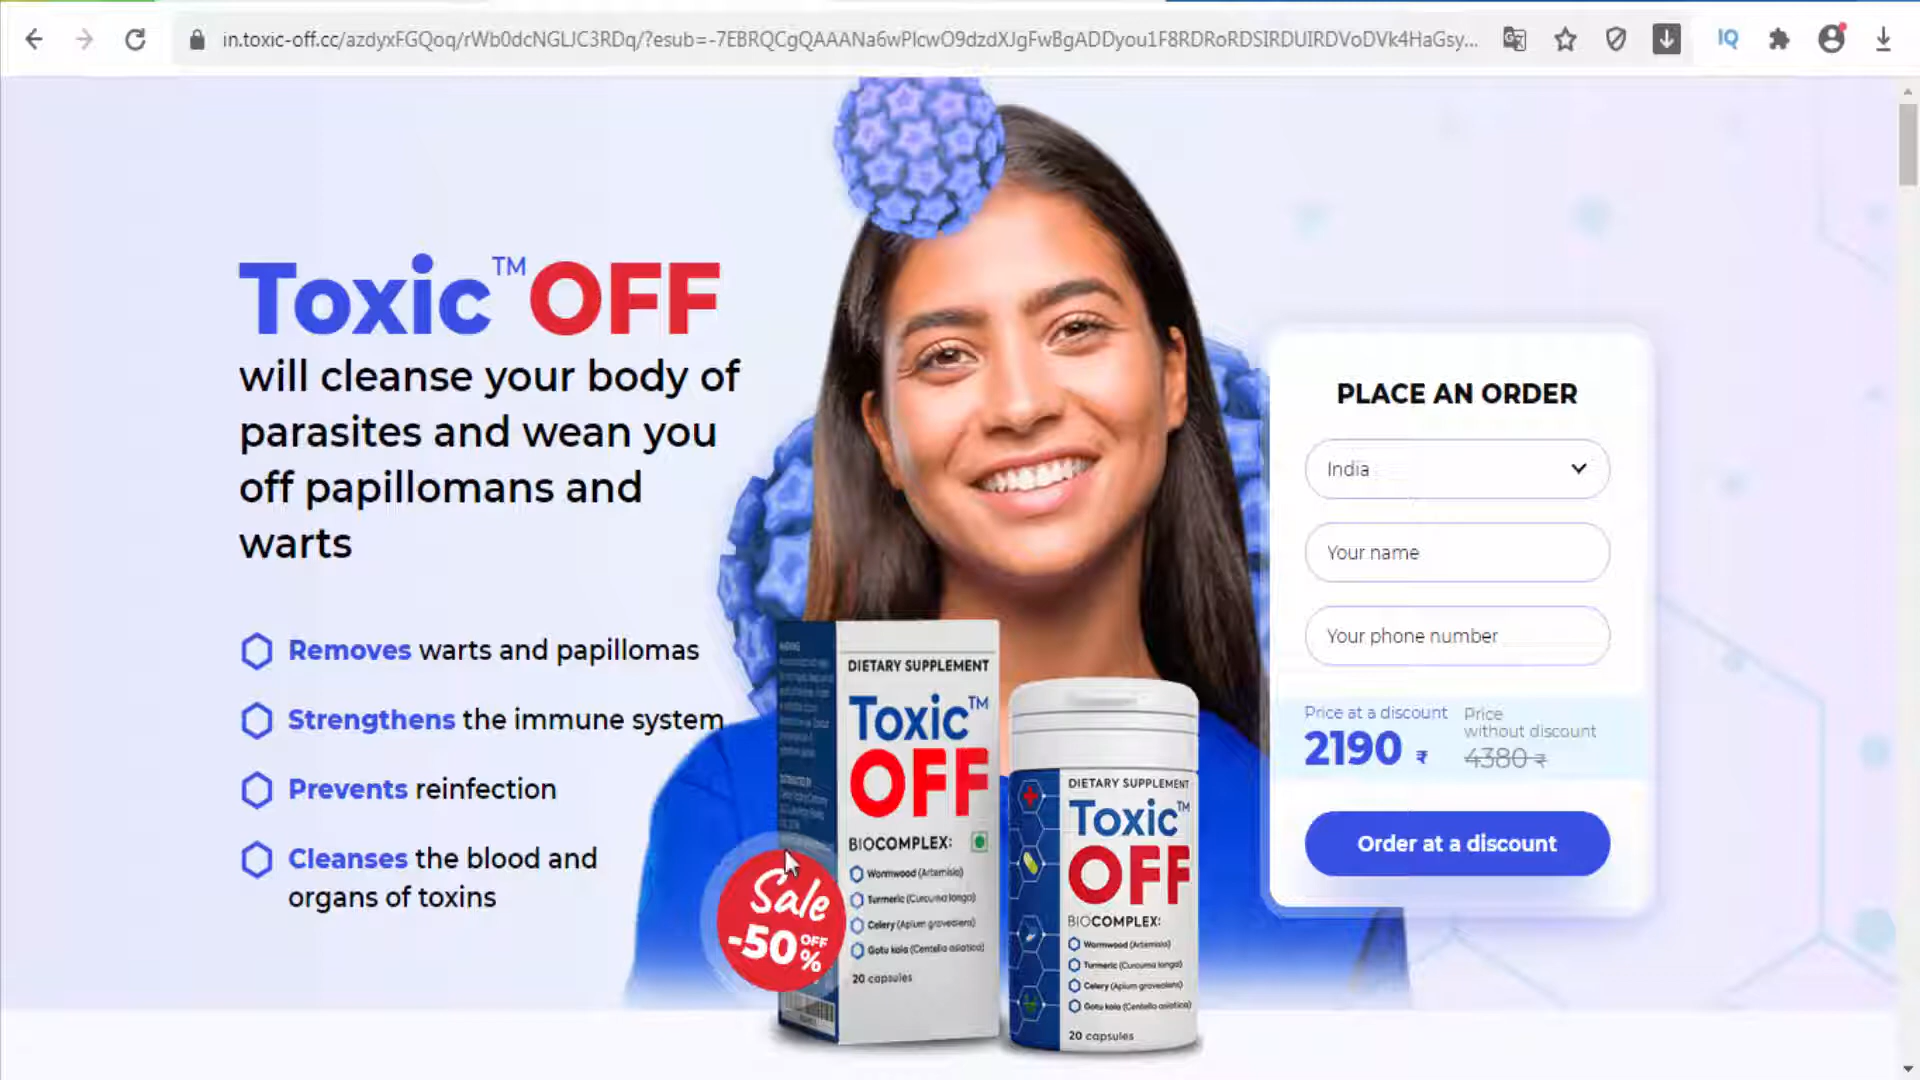 in.toxic-off.cc/azdyxFGQoq/rWb0dcNGLJC3RDq/?esub=-7EBRQCgQAAANa6wPlcwO9dzdXJgFwBgADDyou1F8RDRoRDSIRDUIRDVoDVk4HaGsy...
IQ
Toxic™OFF
will cleanse your body of
parasites and wean you
off papillomans and
warts
Removes warts and papillomas
Strengthens the immune system
Prevents reinfection
Cleanses the blood and
organs of toxins
Sale
-50 OFF %
DIETARY SUPPLEMENT
Toxic™
OFF
BIOCOMPLEX:
Wormwood (Artemisia)
Turmeric (Curcuma longa)
Celery (Apium graveolens)
Gotu kola (Centella asiatica)
20 capsules
DIETARY SUPPLEMENT
Toxic™
OFF
BIOCOMPLEX:
Wormwood (Artemisia)
Turmeric (Curcuma longa)
Celery (Apium graveolens)
Gotu kola (Centella asiatica)
20 capsules
PLACE AN ORDER
India
Your name
Your phone number
Price at a discount
2190 ₹
Price
without discount
4380 ₹
Order at a discount